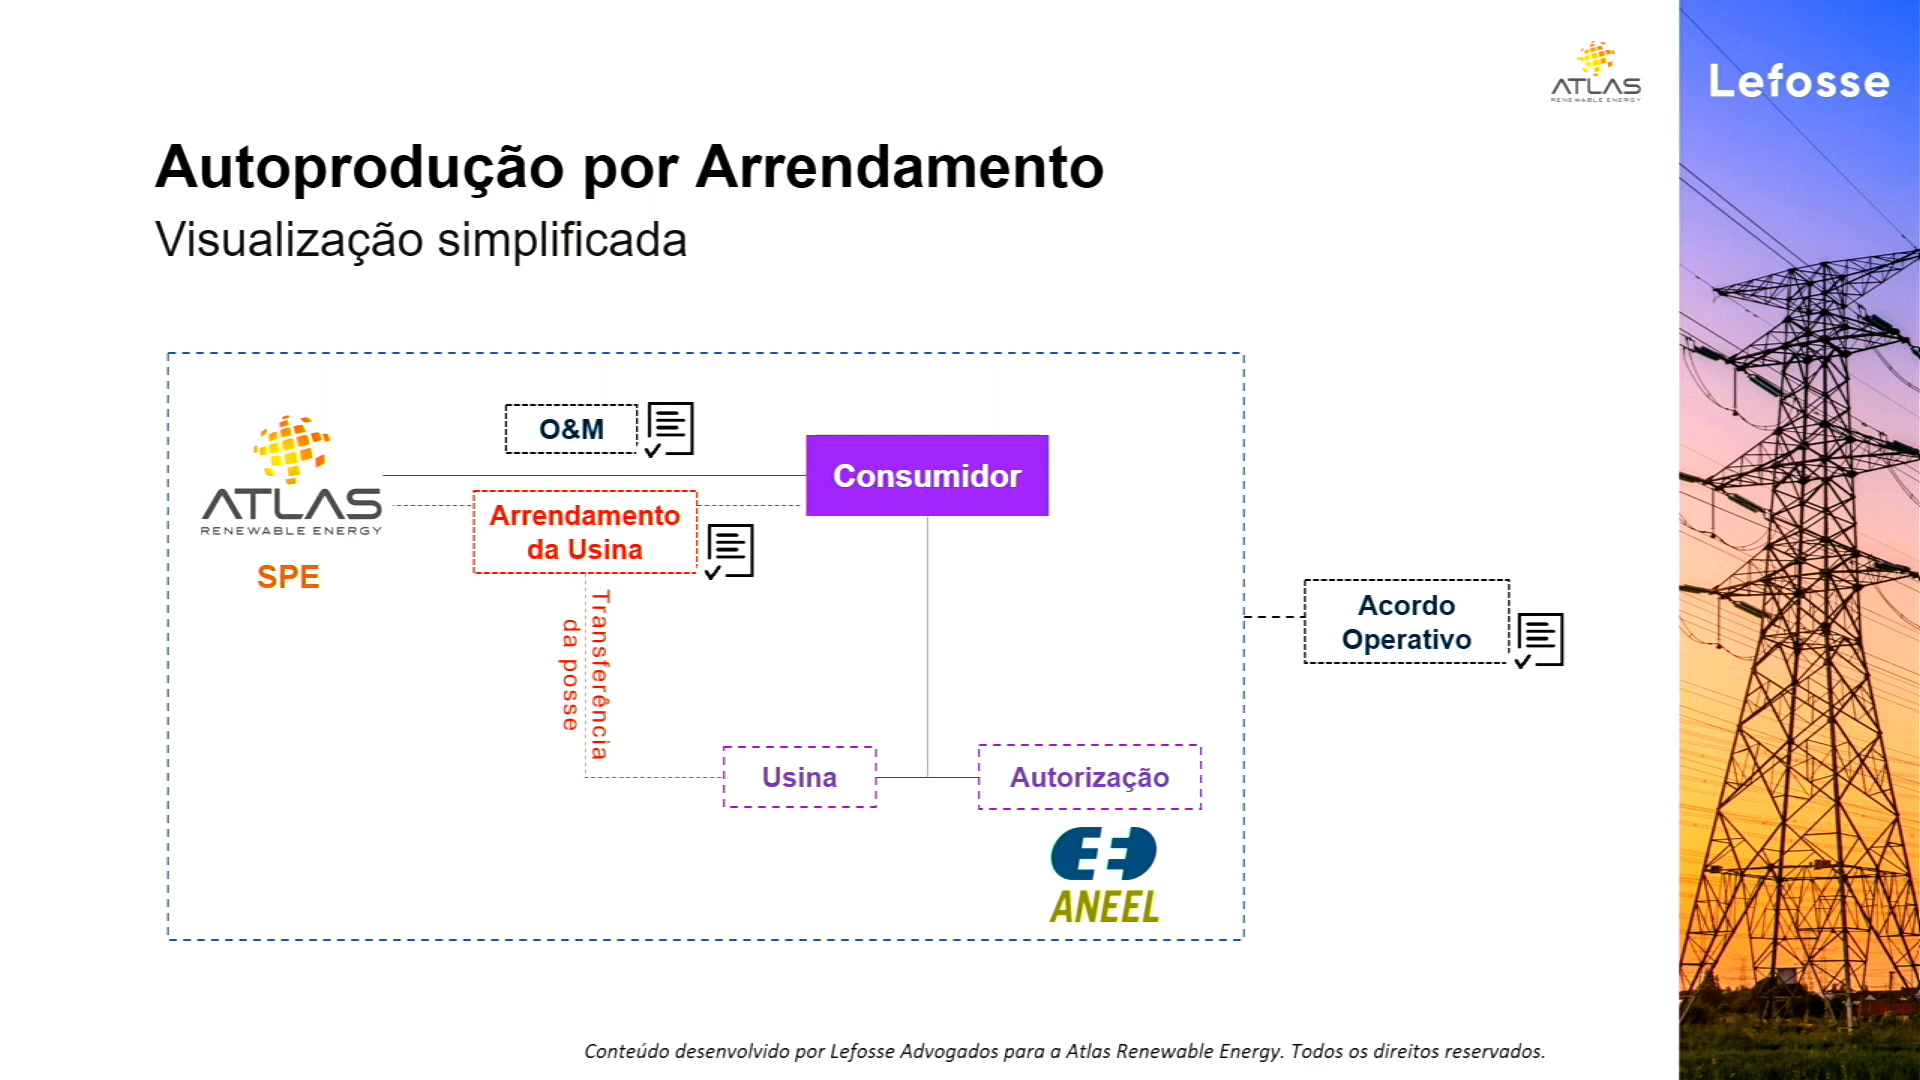 ATLAS
RENEWABLE ENERGY
Lefosse
Autoprodução por Arrendamento
Visualização simplificada
O&M
Consumidor
ATLAS
RENEWABLE ENERGY
SPE
Arrendamento
da Usina
Transferência
da posse
Acordo
Operativo
Usina
Autorização
ANEEL
Conteúdo desenvolvido por Lefosse Advogados para a Atlas Renewable Energy. Todos os direitos reservados.